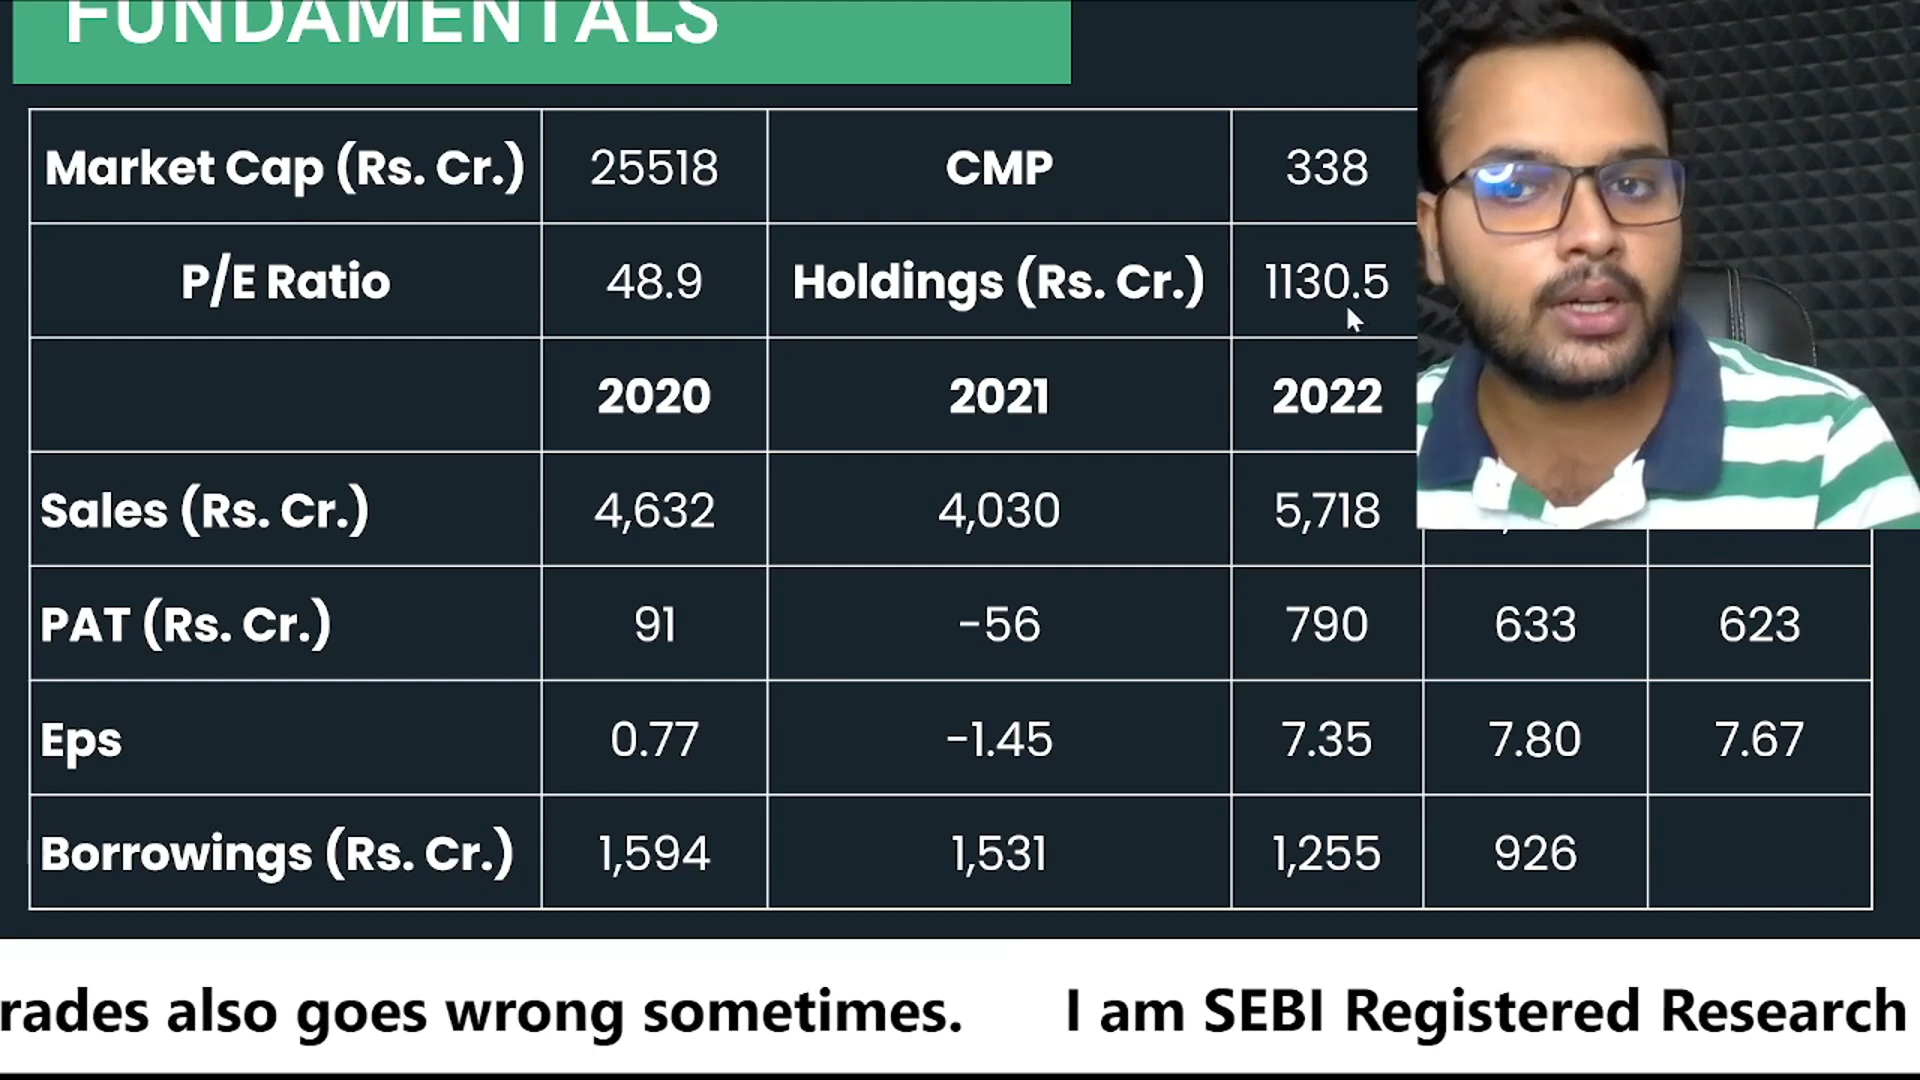 FUNDAMENTALS
Market Cap (Rs. Cr.) 25518 CMP 338
P/E Ratio 48.9 Holdings (Rs. Cr.) 1130.5
2020 2021 2022
Sales (Rs. Cr.) 4,632 4,030 5,718
PAT (Rs. Cr.) 91 -56 790 633 623
Eps 0.77 -1.45 7.35 7.80 7.67
Borrowings (Rs. Cr.) 1,594 1,531 1,255 926
rades also goes wrong sometimes. I am SEBI Registered Research